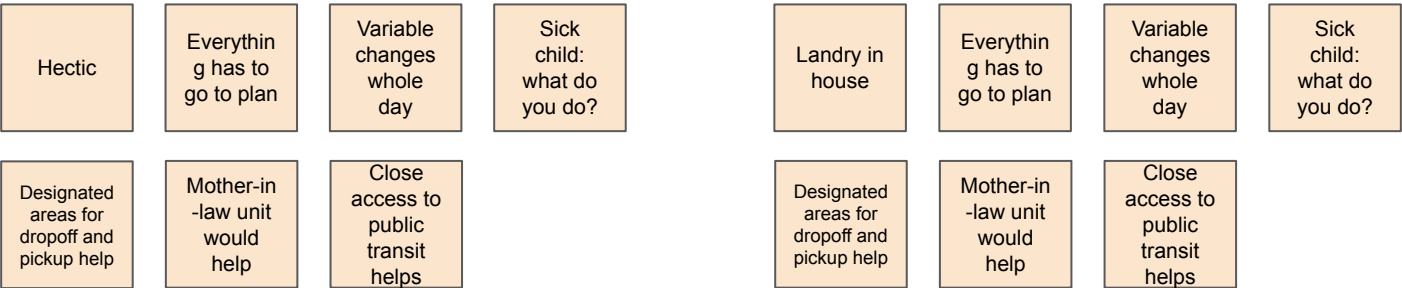 Hectic
Everythin
g has to
go to plan
Variable
changes
whole
day
Sick
child:
what do
you do?
Designated
areas for
dropoff and
pickup help
Mother-in
-law unit
would
help
Close
access to
public
transit
helps
Landry in
house
Everythin
g has to
go to plan
Variable
changes
whole
day
Sick
child:
what do
you do?
Designated
areas for
dropoff and
pickup help
Mother-in
-law unit
would
help
Close
access to
public
transit
helps